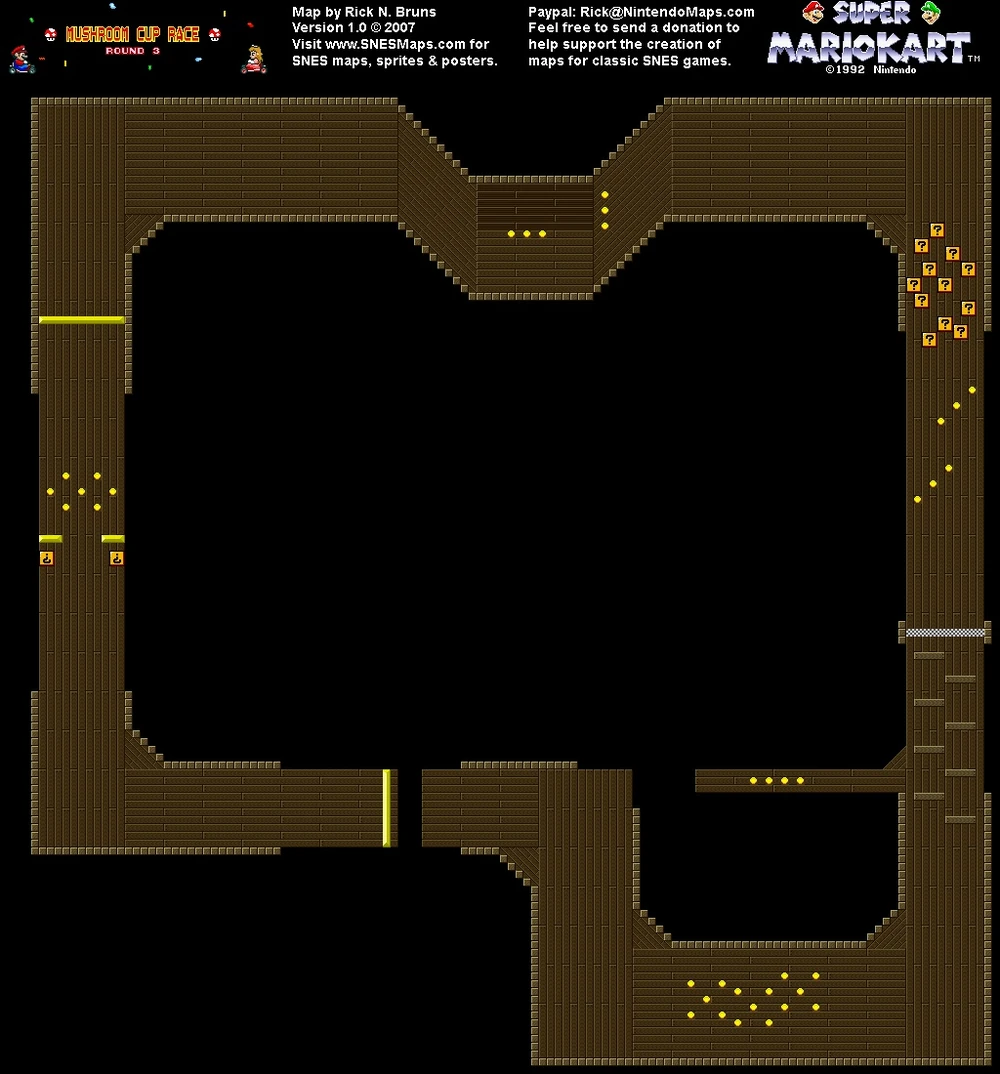 MUSHROOM CUP RACE
ROUND 3
Map by Rick N. Bruns
Version 1.0 © 2007
Visit www.SNESMaps.com for
SNES maps, sprites & posters.
Paypal: Rick@NintendoMaps.com
Feel free to send a donation to
help support the creation of
maps for classic SNES games.
SUPER
MARIOKART™
©1992 Nintendo
?
?
?
?
?
?
?
?
?
?
?
?
¿
¿